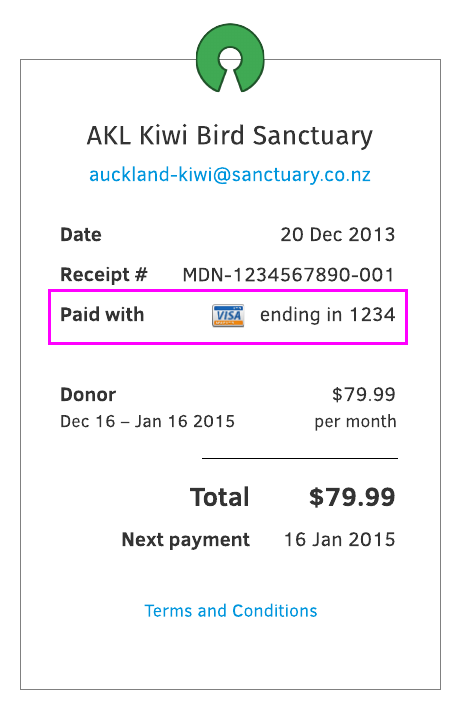 AKL Kiwi Bird Sanctuary
auckland-kiwi@sanctuary.co.nz
Date 20 Dec 2013
Receipt # MDN-1234567890-001
Paid with VISA ending in 1234
Donor $79.99
Dec 16 – Jan 16 2015 per month
Total $79.99
Next payment 16 Jan 2015
Terms and Conditions